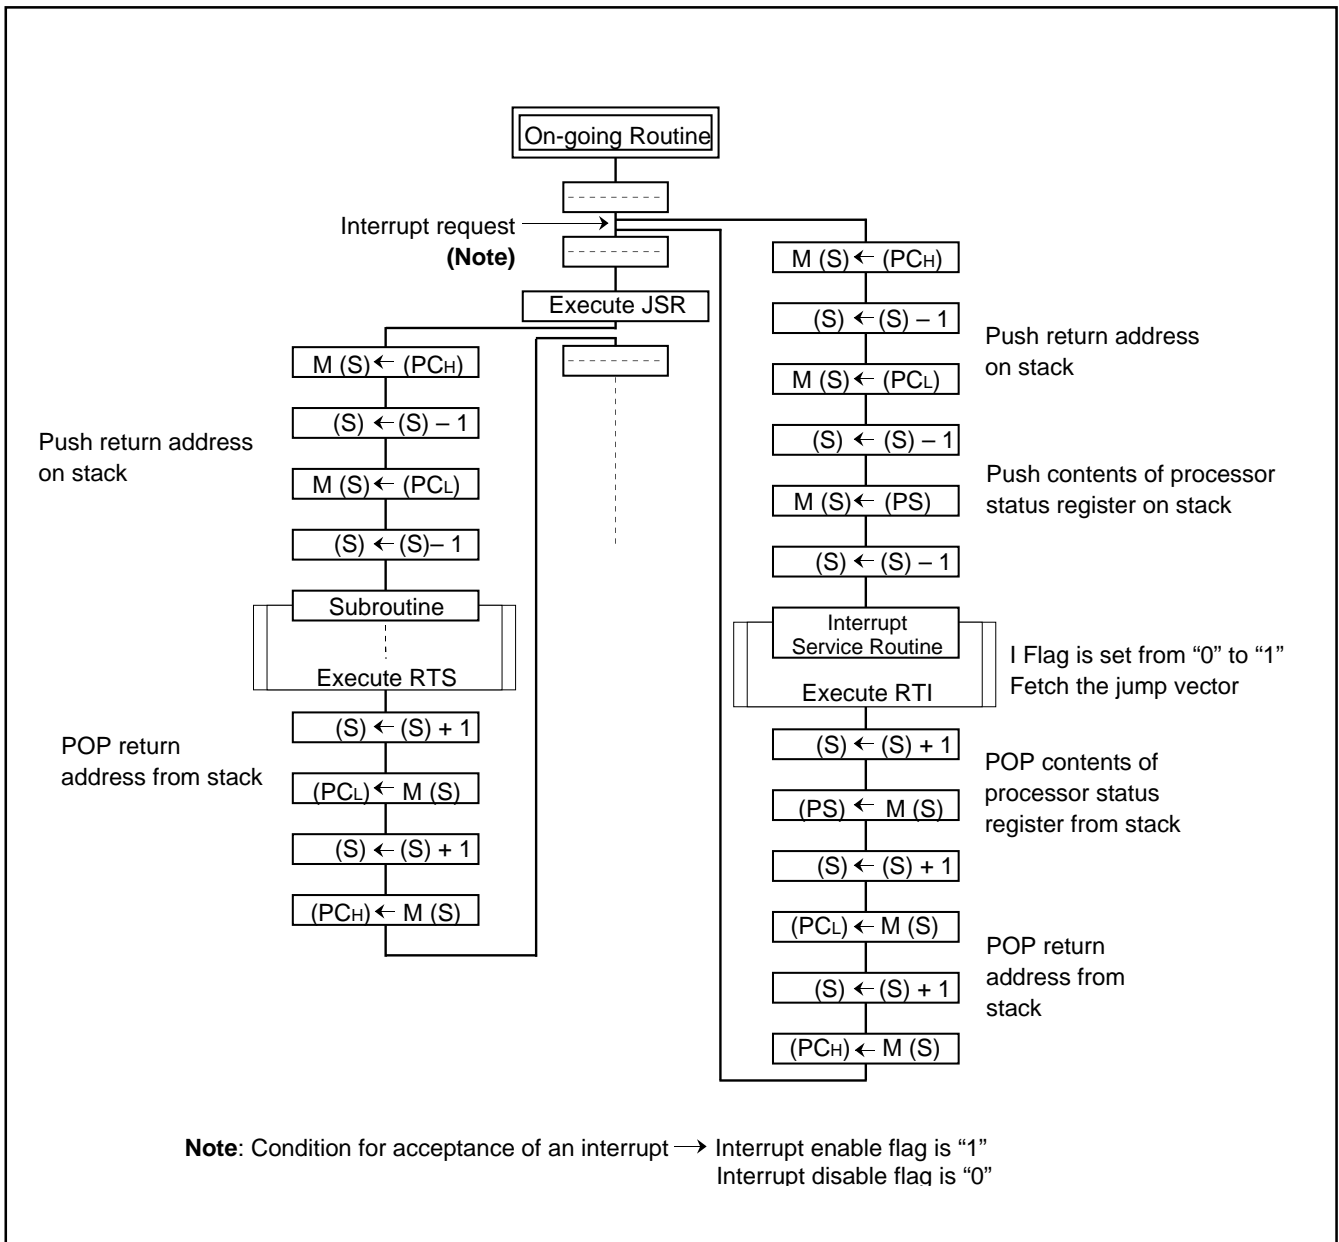 On-going Routine
Interrupt request
(Note)
Execute JSR
M (S) ← (PCH)
(S) ← (S) – 1
M (S) ← (PCL)
(S) ← (S)– 1
Push return address
on stack
Subroutine
Execute RTS
POP return
address from stack
(S) ← (S) + 1
(PCL) ← M (S)
(S) ← (S) + 1
(PCH) ← M (S)
M (S) ← (PCH)
(S) ← (S) – 1
M (S) ← (PCL)
(S) ← (S) – 1
M (S) ← (PS)
(S) ← (S) – 1
Push return address
on stack
Push contents of processor
status register on stack
Interrupt
Service Routine
Execute RTI
I Flag is set from “0” to “1”
Fetch the jump vector
(S) ← (S) + 1
(PS) ← M (S)
(S) ← (S) + 1
(PCL) ← M (S)
(S) ← (S) + 1
(PCH) ← M (S)
POP contents of
processor status
register from stack
POP return
address from
stack
Note: Condition for acceptance of an interrupt → Interrupt enable flag is “1”
Interrupt disable flag is “0”